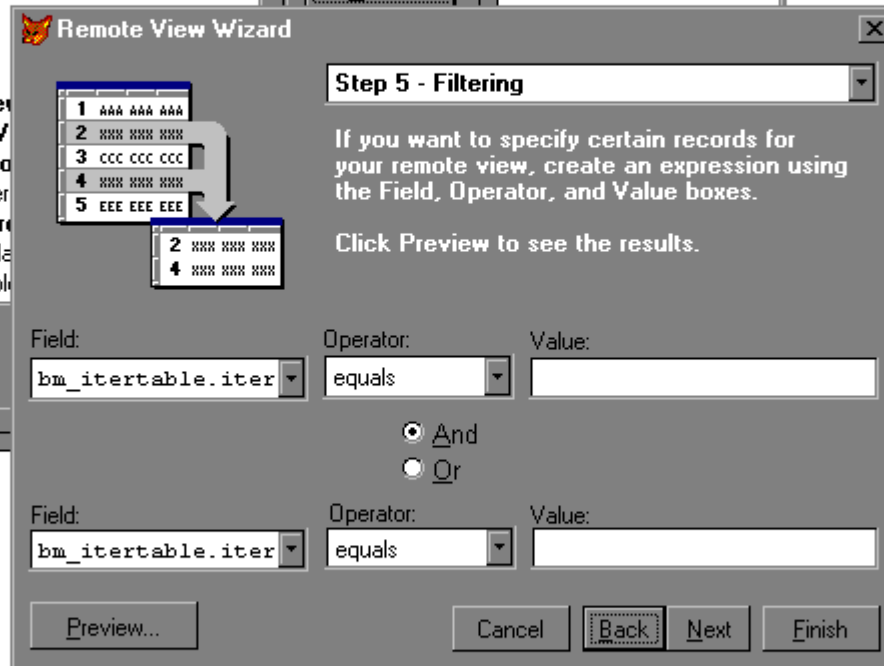 Remote View Wizard
Step 5 - Filtering
1 AAA AAA AAA
2 XXX XXX XXX
3 CCC CCC CCC
4 XXX XXX XXX
5 EEE EEE EEE
2 XXX XXX XXX
4 XXX XXX XXX
If you want to specify certain records for
your remote view, create an expression using
the Field, Operator, and Value boxes.
Click Preview to see the results.
Field: Operator: Value:
bm_itertable.iter equals
And
Or
Field: Operator: Value:
bm_itertable.iter equals
Preview... Cancel Back Next Finish